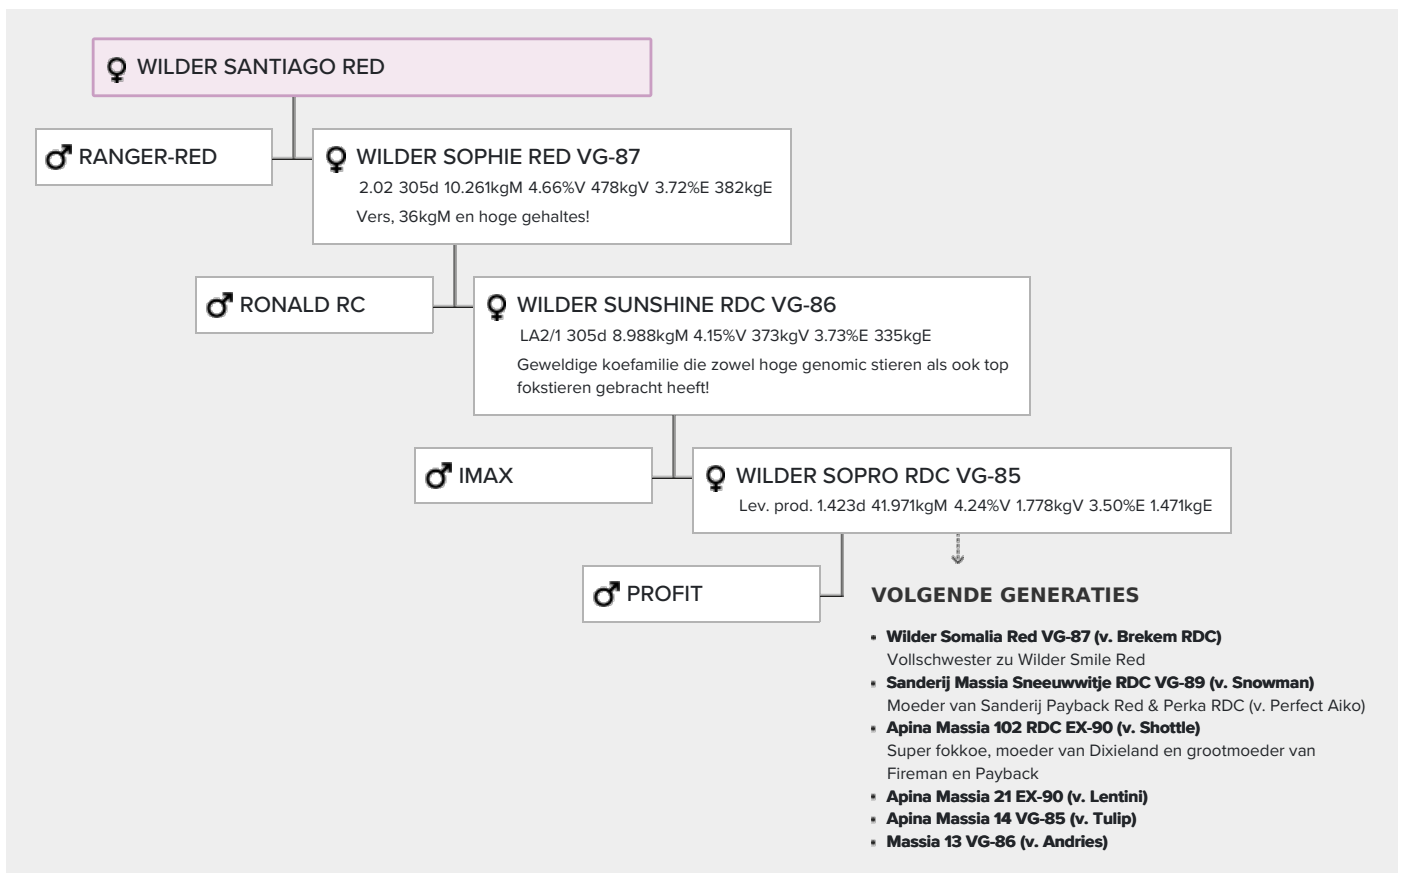 WILDER SANTIAGO RED
RANGER-RED
WILDER SOPHIE RED VG-87
2.02 305d 10.261kgM 4.66%V 478kgV 3.72%E 382kgE
Vers, 36kgM en hoge gehaltes!
RONALD RC
WILDER SUNSHINE RDC VG-86
LA2/1 305d 8.988kgM 4.15%V 373kgV 3.73%E 335kgE
Geweldige koefamilie die zowel hoge genomic stieren als ook top
fokstieren gebracht heeft!
IMAX
WILDER SOPRO RDC VG-85
Lev. prod. 1.423d 41.971kgM 4.24%V 1.778kgV 3.50%E 1.471kgE
PROFIT
VOLGENDE GENERATIES
Wilder Somalia Red VG-87 (v. Brekem RDC)
Vollschwester zu Wilder Smile Red
Sanderij Massia Sneeuwwitje RDC VG-89 (v. Snowman)
Moeder van Sanderij Payback Red & Perka RDC (v. Perfect Aiko)
Apina Massia 102 RDC EX-90 (v. Shottle)
Super fokkoe, moeder van Dixieland en grootmoeder van
Fireman en Payback
Apina Massia 21 EX-90 (v. Lentini)
Apina Massia 14 VG-85 (v. Tulip)
Massia 13 VG-86 (v. Andries)